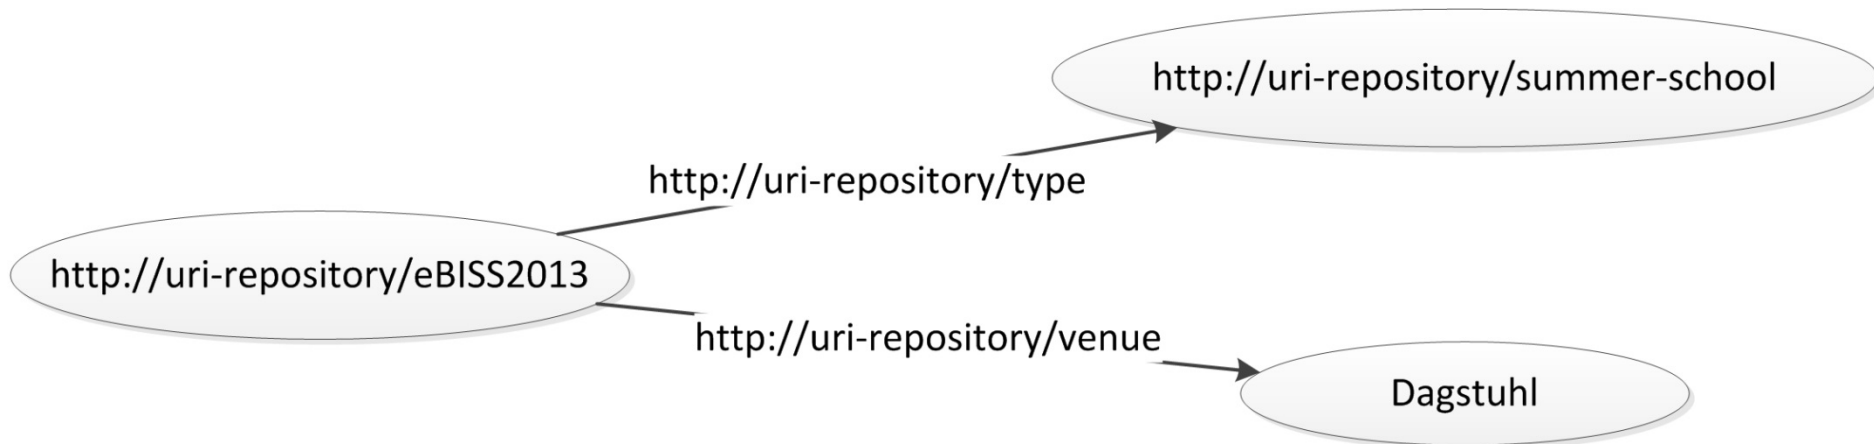 http://uri-repository/summer-school
http://uri-repository/type
http://uri-repository/eBISS2013
http://uri-repository/venue
Dagstuhl